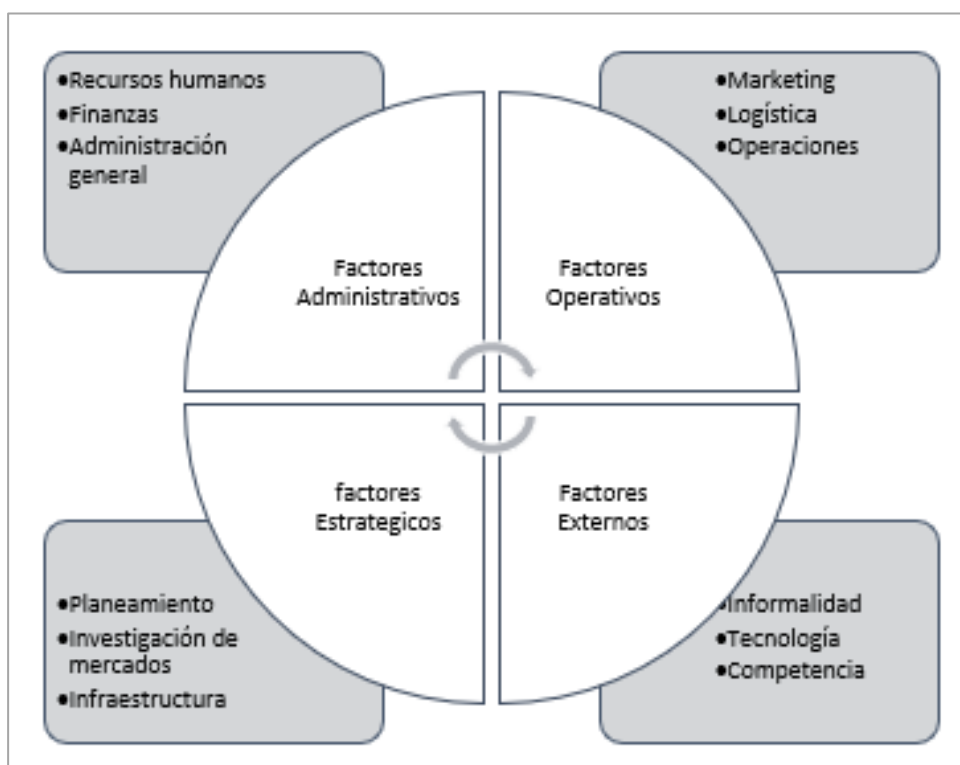 •Recursos humanos
•Finanzas
•Administración
general
•Marketing
•Logística
•Operaciones
Factores
Administrativos
Factores
Operativos
factores
Estrategicos
Factores
Externos
•Planeamiento
•Investigación de
mercados
•Infraestructura
•Informalidad
•Tecnología
•Competencia